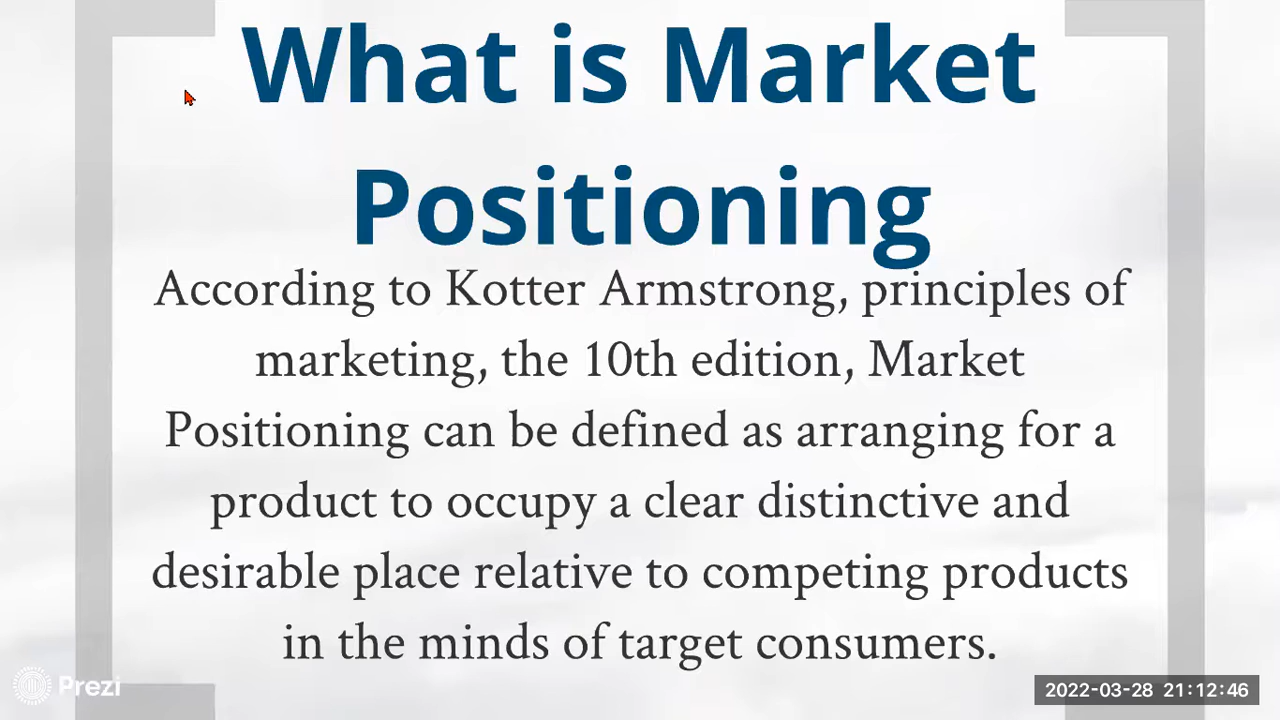 What is Market
Positioning
According to Kotter Armstrong, principles of
marketing, the 10th edition, Market
Positioning can be defined as arranging for a
product to occupy a clear distinctive and
desirable place relative to competing products
in the minds of target consumers.
Prezi
2022-03-28 21:12:46